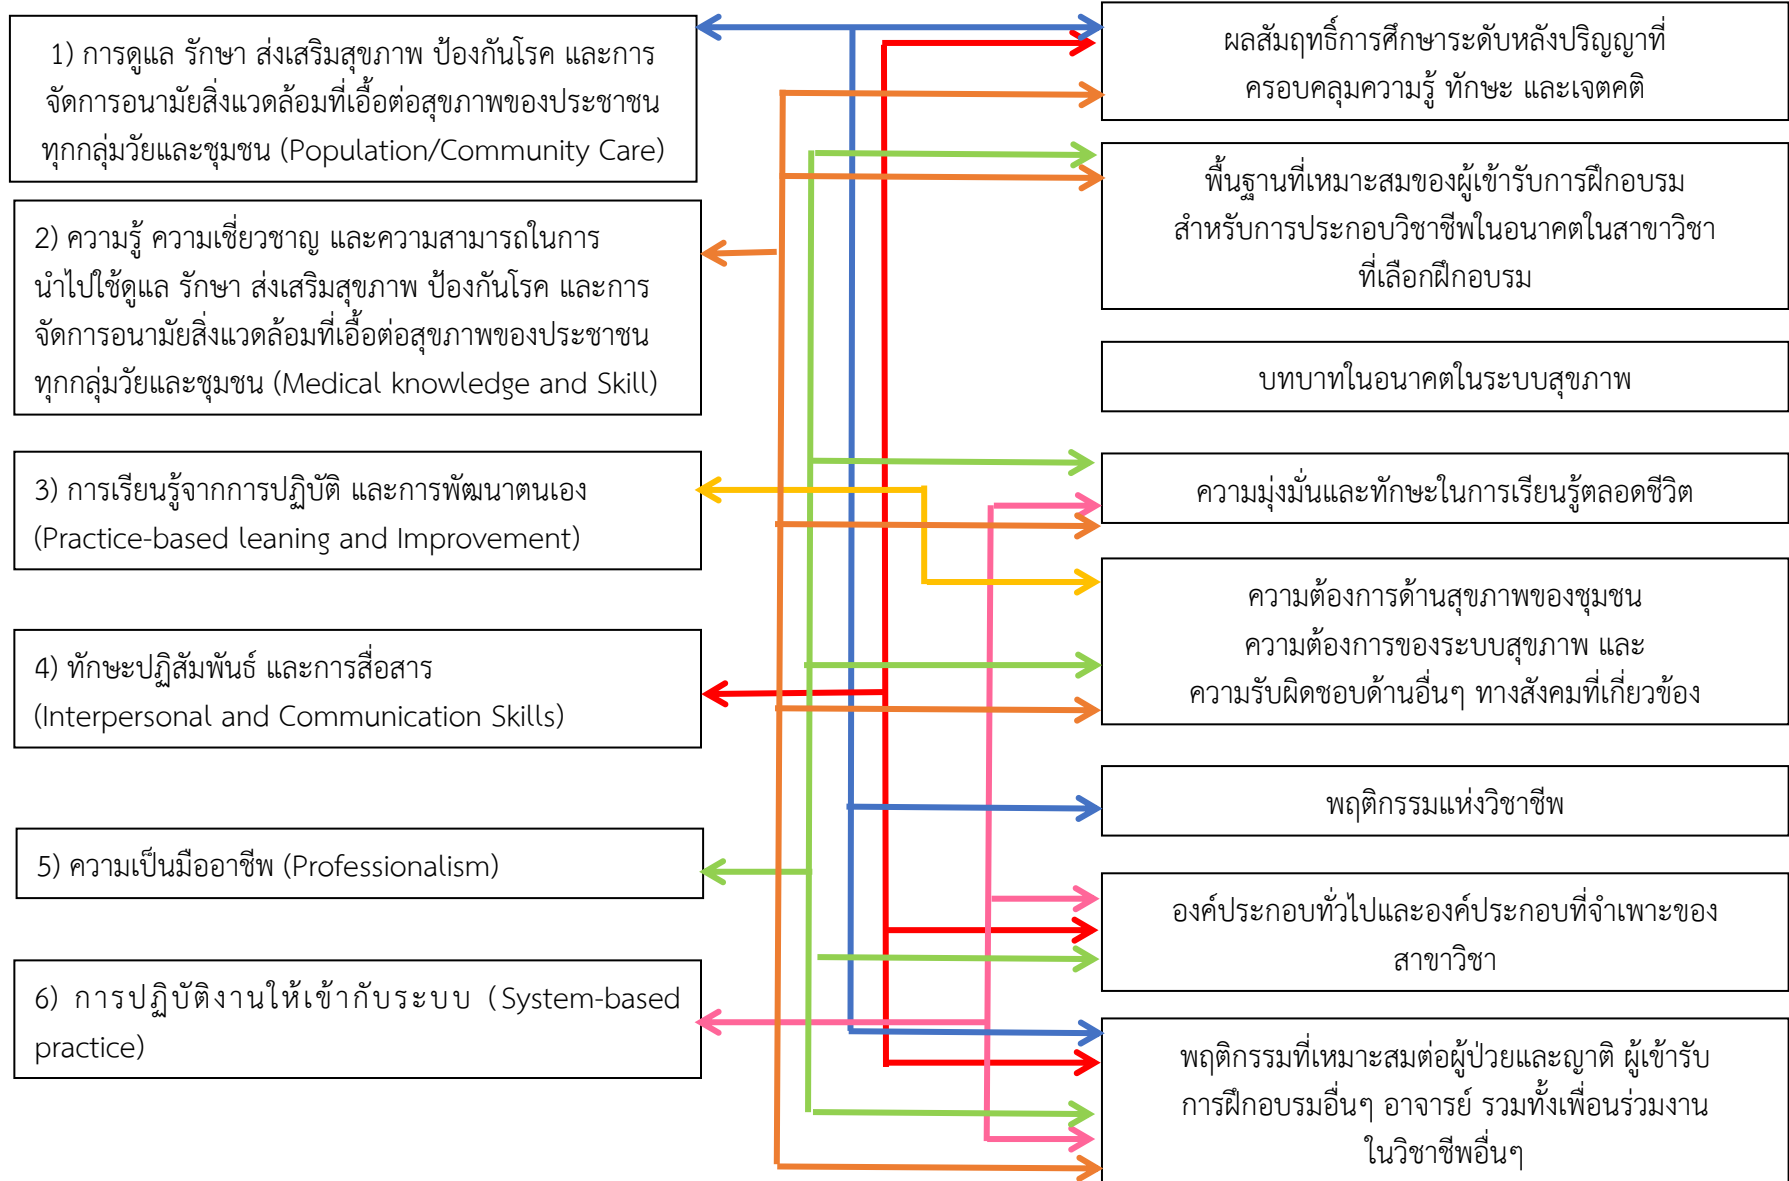 1) การดูแล รักษา ส่งเสริมสุขภาพ ป้องกันโรค และการ
จัดการอนามัยสิ่งแวดล้อมที่เอื้อต่อสุขภาพของประชาชน
ทุกกลุ่มวัยและชุมชน (Population/Community Care)
2) ความรู้ ความเชี่ยวชาญ และความสามารถในการ
นำไปใช้ดูแล รักษา ส่งเสริมสุขภาพ ป้องกันโรค และการ
จัดการอนามัยสิ่งแวดล้อมที่เอื้อต่อสุขภาพของประชาชน
ทุกกลุ่มวัยและชุมชน (Medical knowledge and Skill)
3) การเรียนรู้จากการปฏิบัติ และการพัฒนาตนเอง
(Practice-based leaning and Improvement)
4) ทักษะปฏิสัมพันธ์ และการสื่อสาร
(Interpersonal and Communication Skills)
5) ความเป็นมืออาชีพ (Professionalism)
6) การปฏิบัติงานให้เข้ากับระบบ (System-based
practice)
ผลสัมฤทธิ์การศึกษาระดับหลังปริญญาที่
ครอบคลุมความรู้ ทักษะ และเจตคติ
พื้นฐานที่เหมาะสมของผู้เข้ารับการฝึกอบรม
สำหรับการประกอบวิชาชีพในอนาคตในสาขาวิชา
ที่เลือกฝึกอบรม
บทบาทในอนาคตในระบบสุขภาพ
ความมุ่งมั่นและทักษะในการเรียนรู้ตลอดชีวิต
ความต้องการด้านสุขภาพของชุมชน
ความต้องการของระบบสุขภาพ และ
ความรับผิดชอบด้านอื่นๆ ทางสังคมที่เกี่ยวข้อง
พฤติกรรมแห่งวิชาชีพ
องค์ประกอบทั่วไปและองค์ประกอบที่จำเพาะของ
สาขาวิชา
พฤติกรรมที่เหมาะสมต่อผู้ป่วยและญาติ ผู้เข้ารับ
การฝึกอบรมอื่นๆ อาจารย์ รวมทั้งเพื่อนร่วมงาน
ในวิชาชีพอื่นๆ